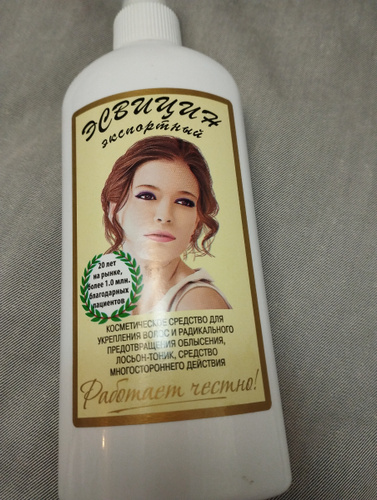 ЭСВИЦИН
экспортный
20 лет
на рынке,
более 1.0 млн.
благодарных
пациентов
КОСМЕТИЧЕСКОЕ СРЕДСТВО ДЛЯ
УКРЕПЛЕНИЯ ВОЛОС И РАДИКАЛЬНОГО
ПРЕДОТВРАЩЕНИЯ ОБЛЫСЕНИЯ,
ЛОСЬОН-ТОНИК, СРЕДСТВО
МНОГОСТОРОННЕГО ДЕЙСТВИЯ
Работает честно!